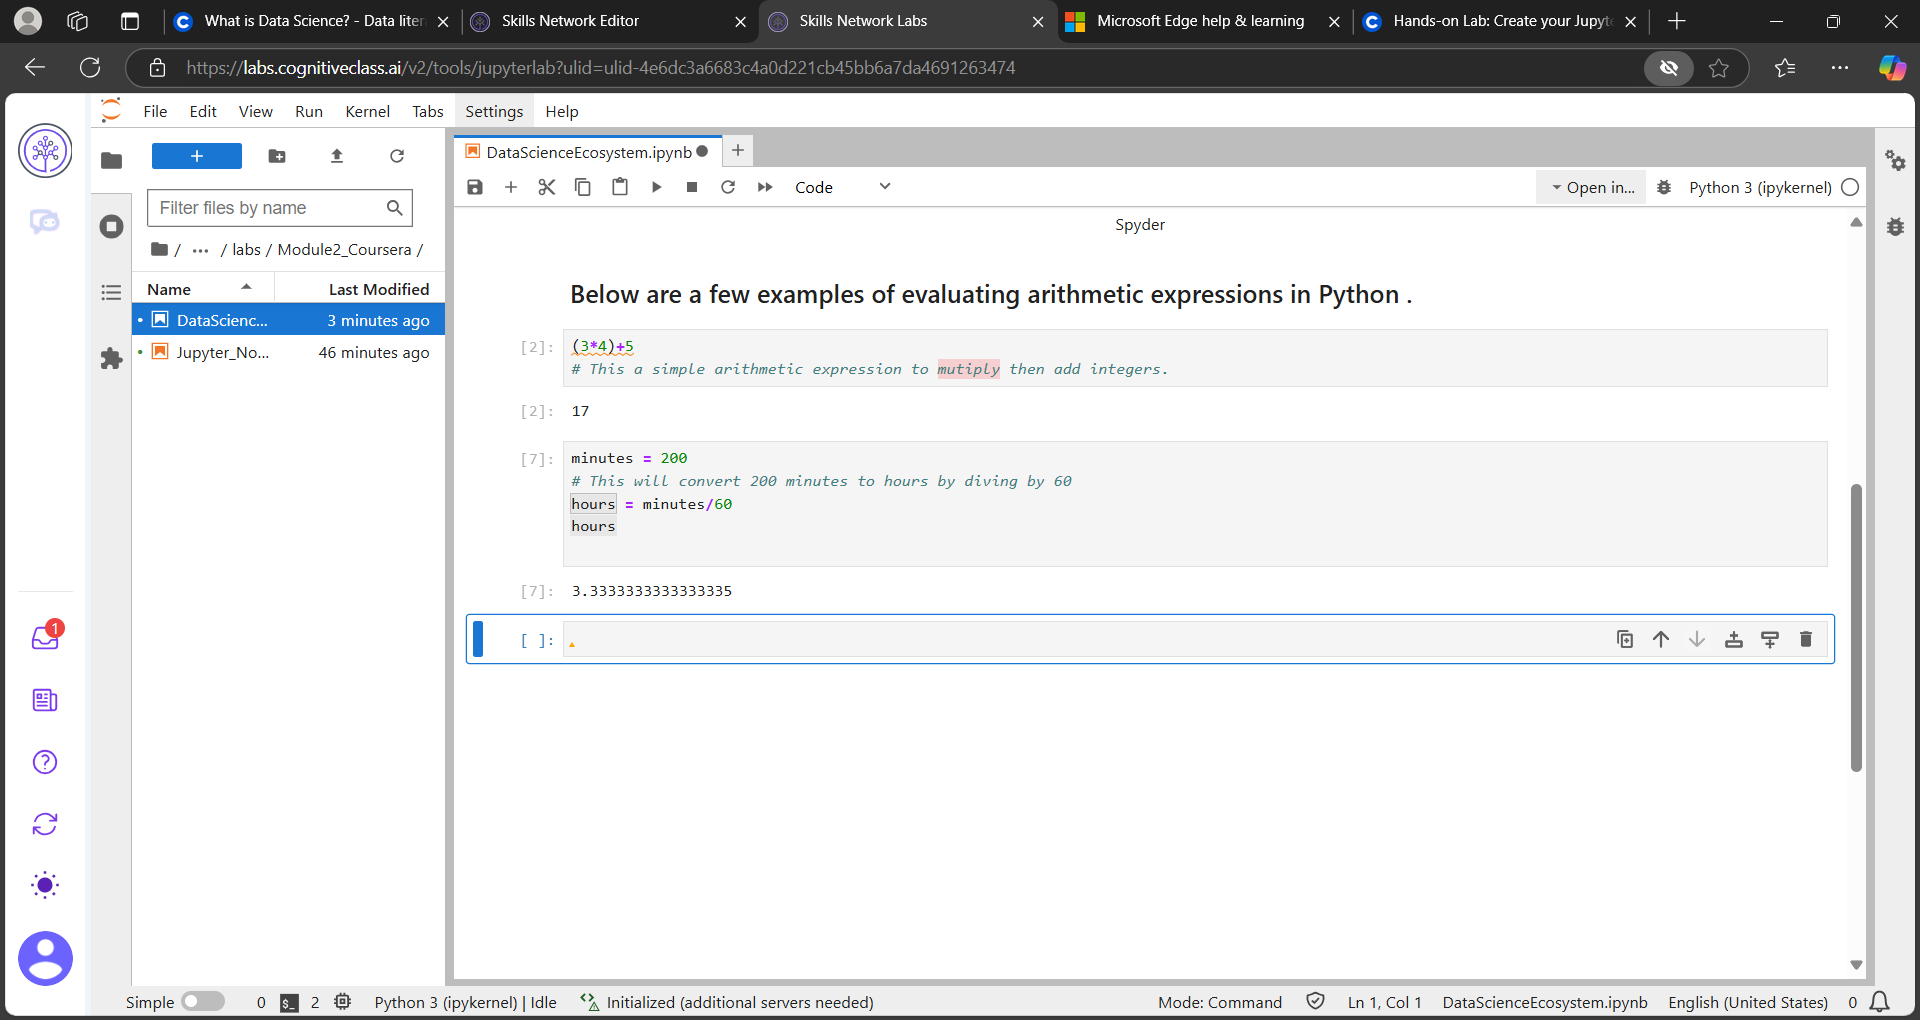 What is Data Science? - Data liter
Skills Network Editor
Skills Network Labs
Microsoft Edge help & learning
Hands-on Lab: Create your Jupyt
https://labs.cognitiveclass.ai/v2/tools/jupyterlab?ulid=ulid-4e6dc3a6683c4a0d221cb45bb6a7da4691263474
File Edit View Run Kernel Tabs Settings Help
Filter files by name
/ ... / labs / Module2_Coursera /
Name Last Modified
DataScienc... 3 minutes ago
Jupyter_No... 46 minutes ago
DataScienceEcosystem.ipynb
Code
Open in...
Python 3 (ipykernel)
Spyder
Below are a few examples of evaluating arithmetic expressions in Python .
[2]: (3*4)+5
# This a simple arithmetic expression to mutiply then add integers.
[2]: 17
[7]: minutes = 200
# This will convert 200 minutes to hours by diving by 60
hours = minutes/60
hours
[7]: 3.3333333333333335
[ ]:
1
Simple 0 2 Python 3 (ipykernel) | Idle Initialized (additional servers needed) Mode: Command Ln 1, Col 1 DataScienceEcosystem.ipynb English (United States) 0